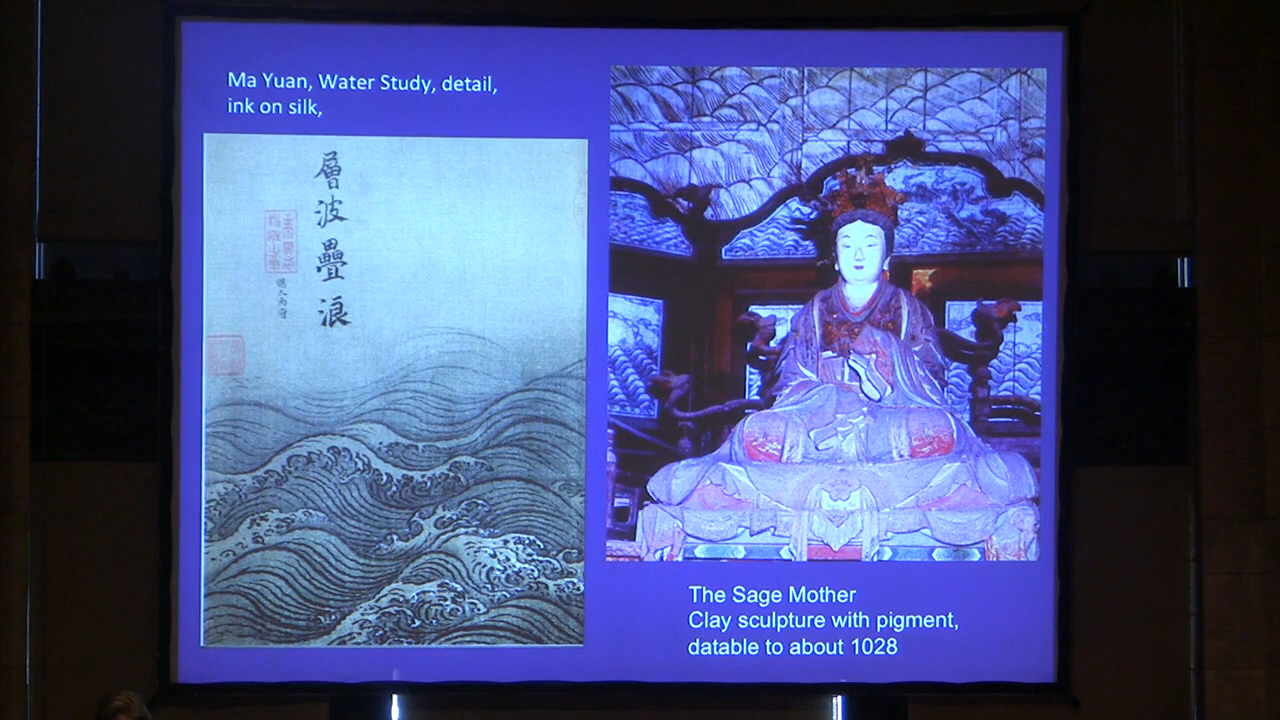 Ma Yuan, Water Study, detail,
ink on silk,
層波疊浪
The Sage Mother
Clay sculpture with pigment,
datable to about 1028